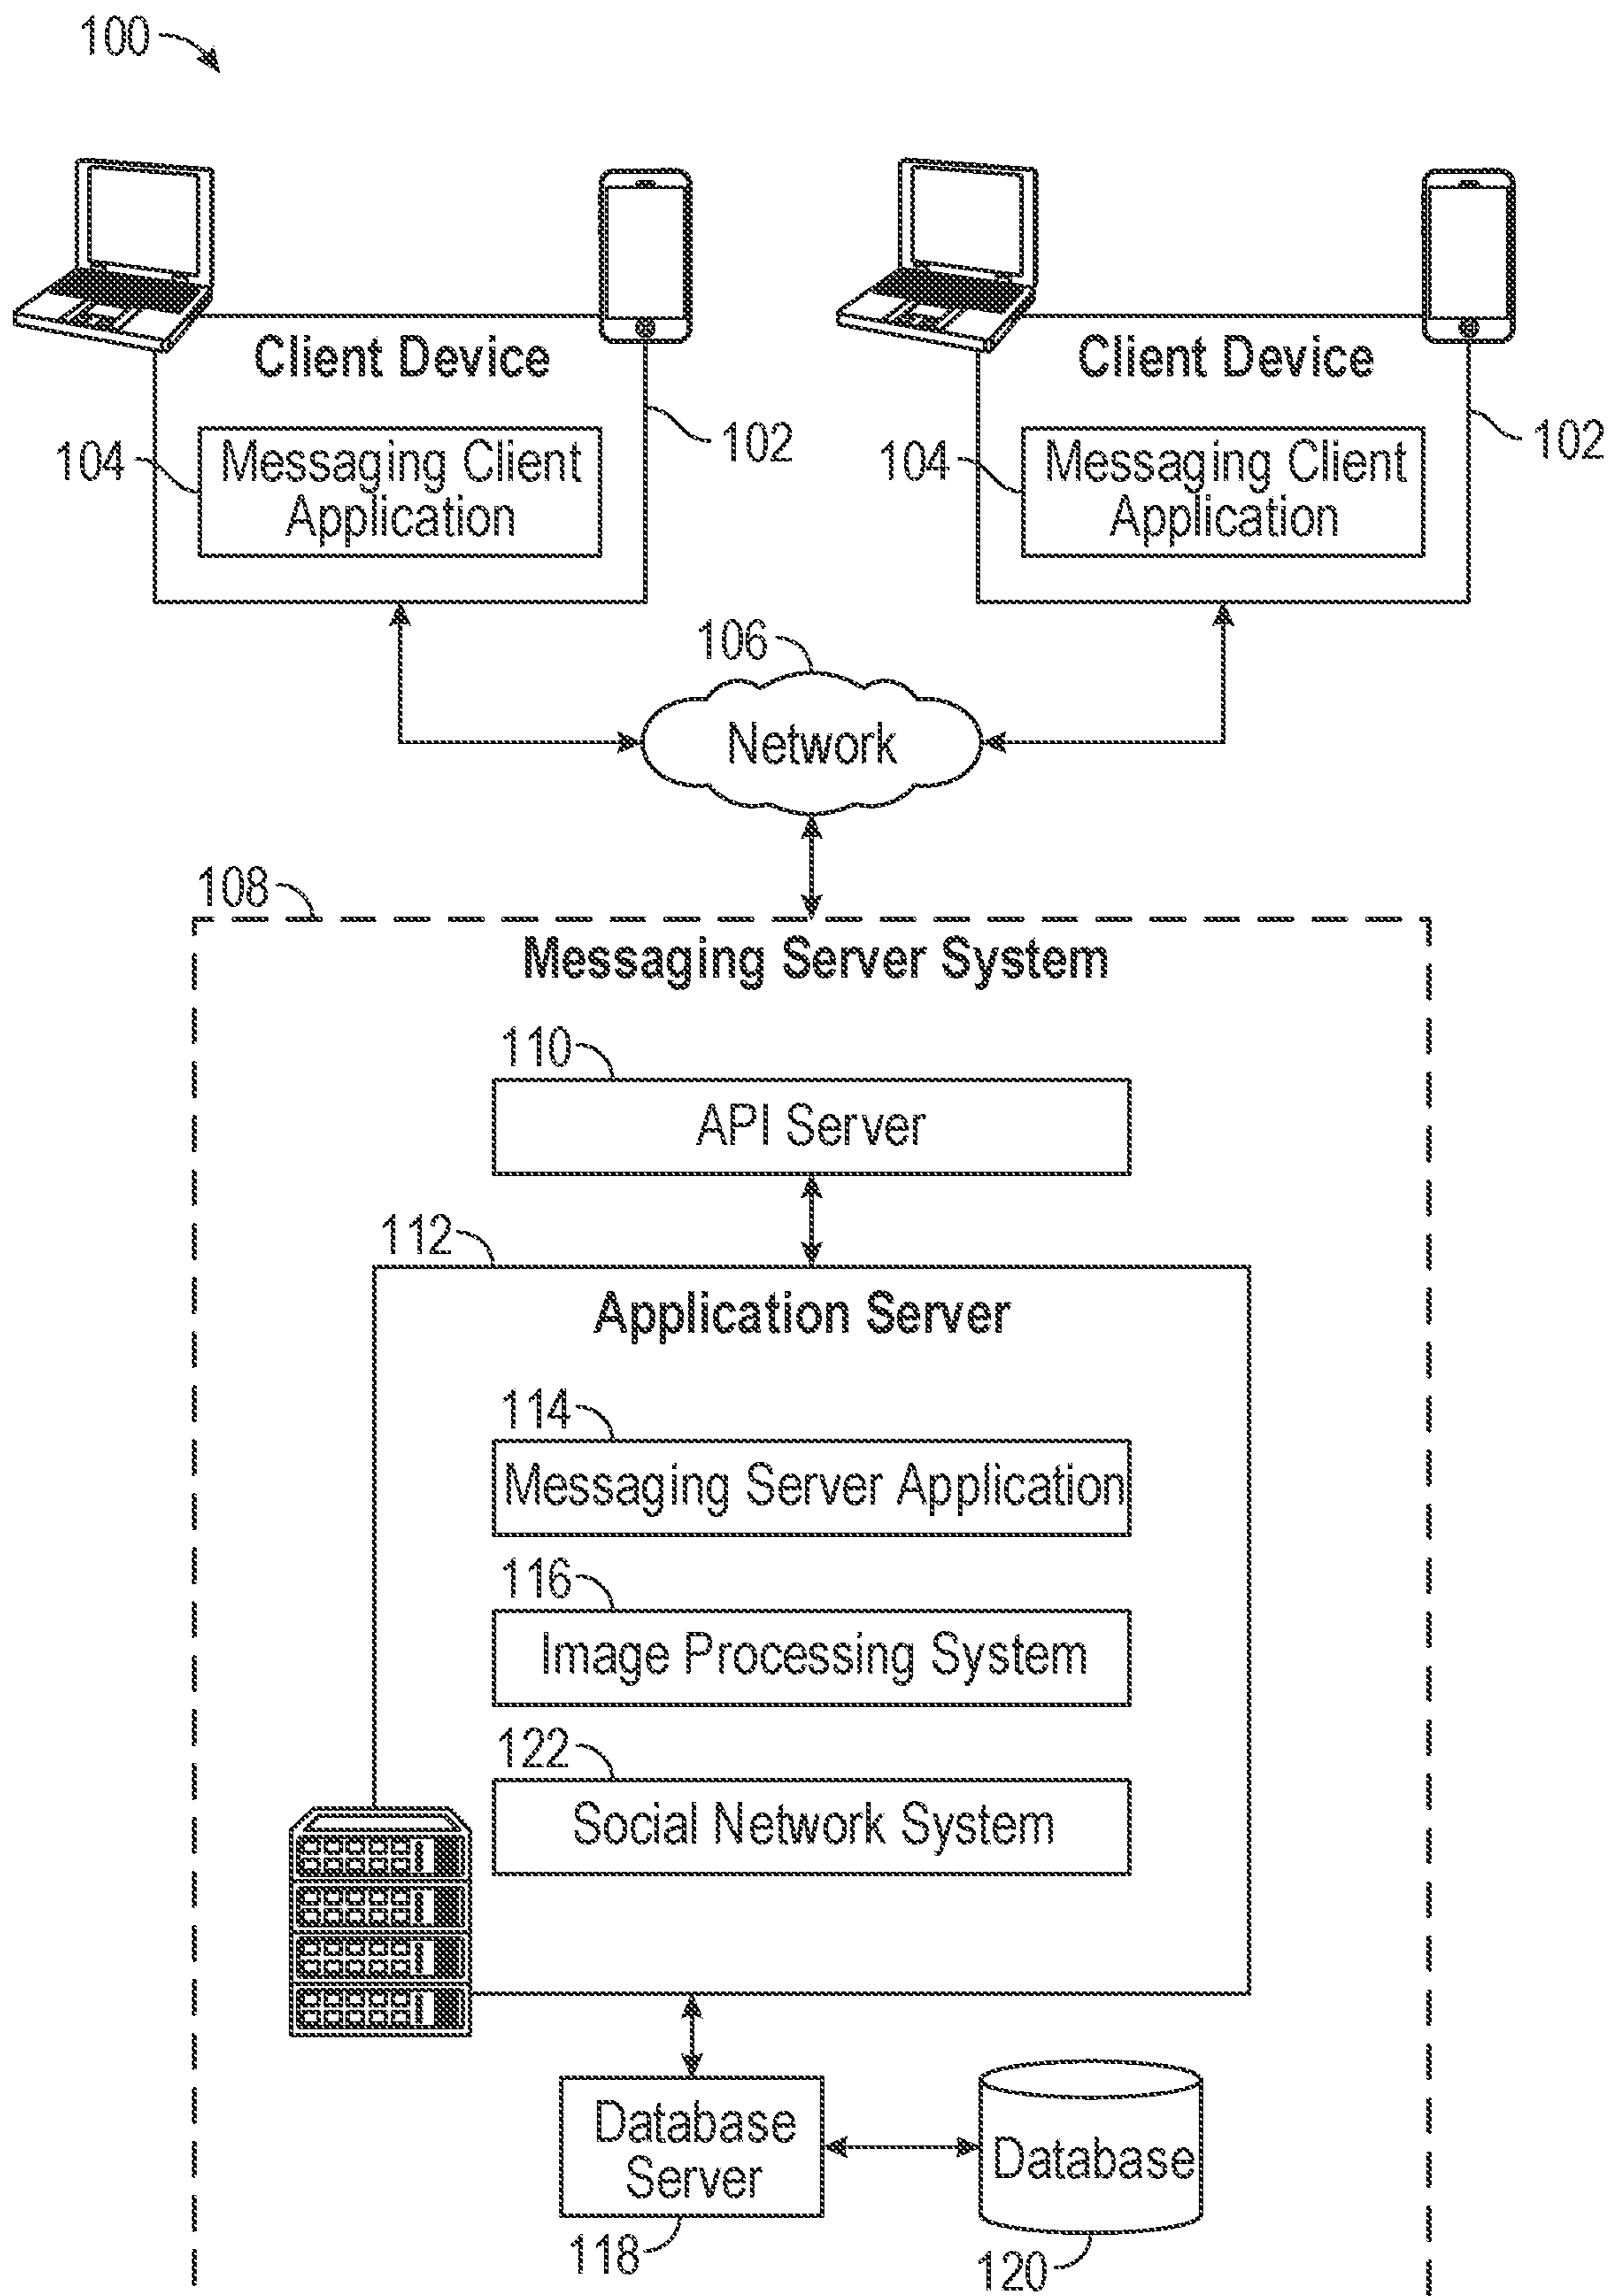 100
Client Device
Client Device
104
Messaging Client
Application
102
104
Messaging Client
Application
102
106
Network
108
Messaging Server System
110
API Server
112
Application Server
114
Messaging Server Application
116
Image Processing System
122
Social Network System
Database
Server
118
Database
120